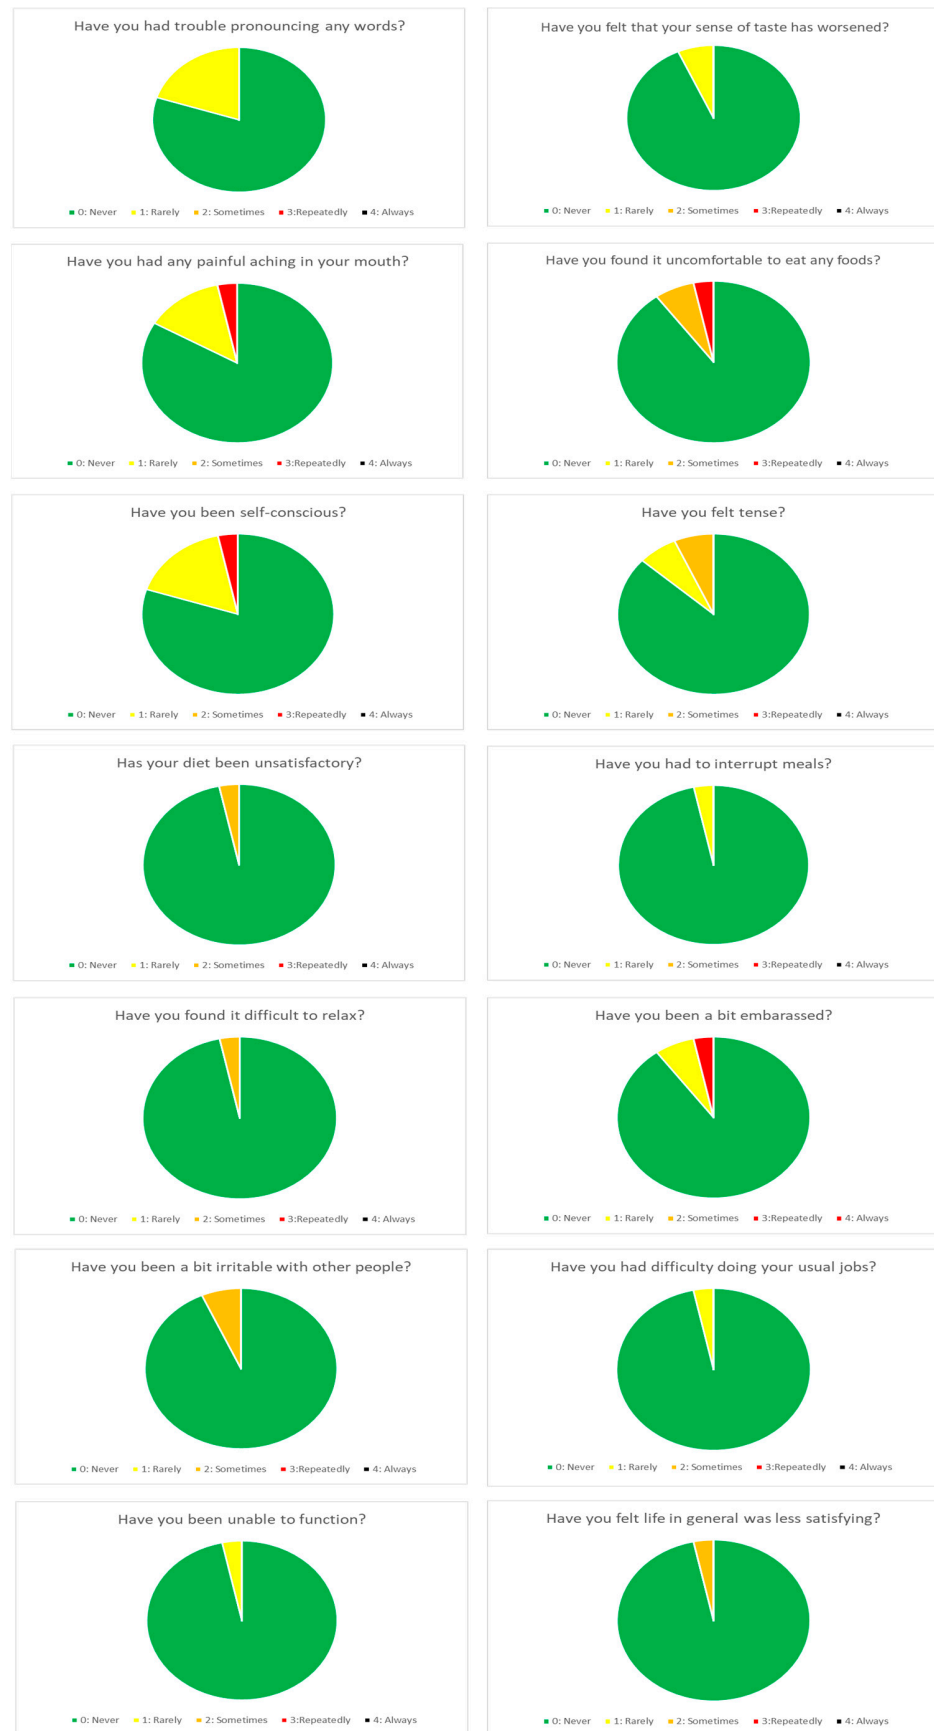 Have you had trouble pronouncing any words?
0: Never 1: Rarely 2: Sometimes 3:Repeatedly 4: Always
Have you felt that your sense of taste has worsened?
0: Never 1: Rarely 2: Sometimes 3:Repeatedly 4: Always
Have you had any painful aching in your mouth?
0: Never 1: Rarely 2: Sometimes 3:Repeatedly 4: Always
Have you found it uncomfortable to eat any foods?
0: Never 1: Rarely 2: Sometimes 3:Repeatedly 4: Always
Have you been self-conscious?
0: Never 1: Rarely 2: Sometimes 3:Repeatedly 4: Always
Have you felt tense?
0: Never 1: Rarely 2: Sometimes 3:Repeatedly 4: Always
Has your diet been unsatisfactory?
0: Never 1: Rarely 2: Sometimes 3:Repeatedly 4: Always
Have you had to interrupt meals?
0: Never 1: Rarely 2: Sometimes 3:Repeatedly 4: Always
Have you found it difficult to relax?
0: Never 1: Rarely 2: Sometimes 3:Repeatedly 4: Always
Have you been a bit embarassed?
0: Never 1: Rarely 2: Sometimes 3:Repeatedly 4: Always
Have you been a bit irritable with other people?
0: Never 1: Rarely 2: Sometimes 3:Repeatedly 4: Always
Have you had difficulty doing your usual jobs?
0: Never 1: Rarely 2: Sometimes 3:Repeatedly 4: Always
Have you been unable to function?
0: Never 1: Rarely 2: Sometimes 3:Repeatedly 4: Always
Have you felt life in general was less satisfying?
0: Never 1: Rarely 2: Sometimes 3:Repeatedly 4: Always